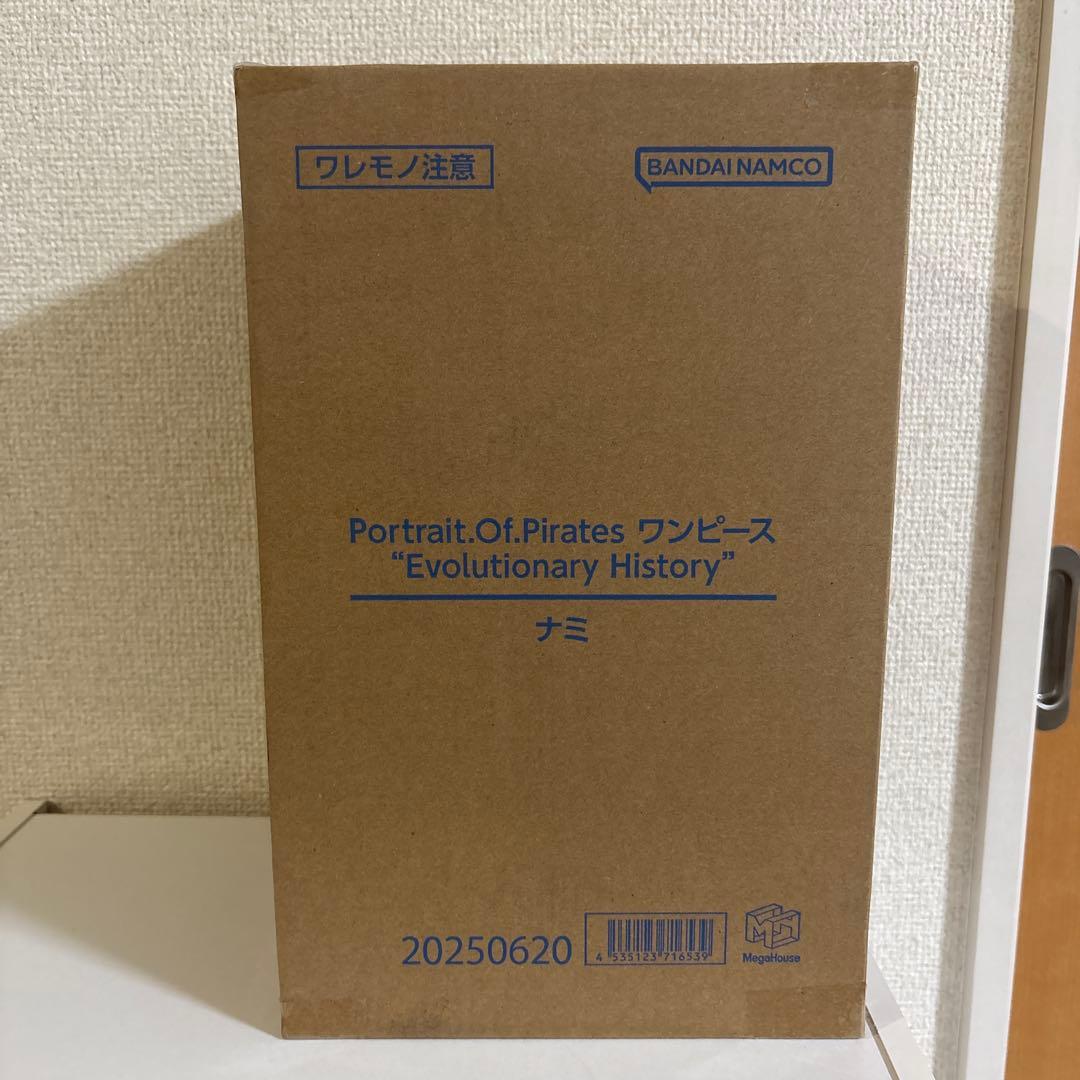 ワレモノ注意
BANDAI NAMCO
Portrait.Of.Pirates ワンピース
“Evolutionary History”
ナミ
20250620
4 535123 716539
MegaHouse